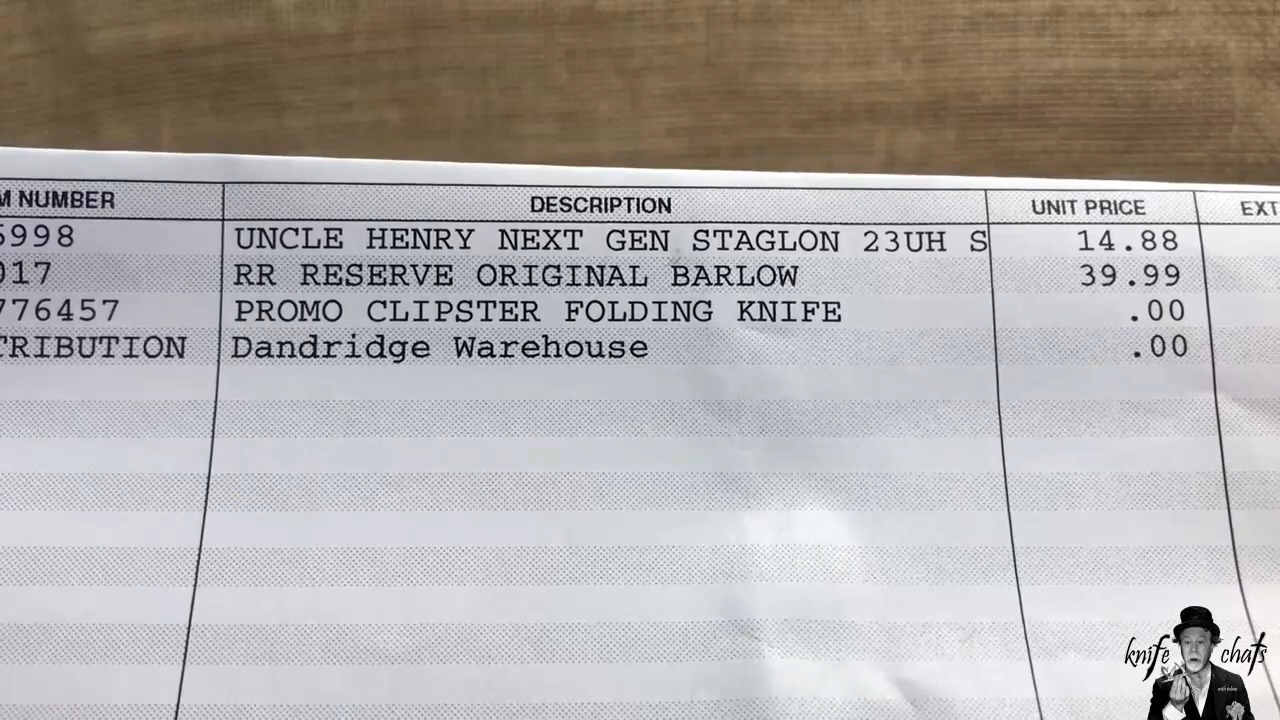 M NUMBER DESCRIPTION UNIT PRICE EXT
5998 UNCLE HENRY NEXT GEN STAGLON 23UH S 14.88
017 RR RESERVE ORIGINAL BARLOW 39.99
776457 PROMO CLIPSTER FOLDING KNIFE .00
TRIBUTION Dandridge Warehouse .00
knife chats